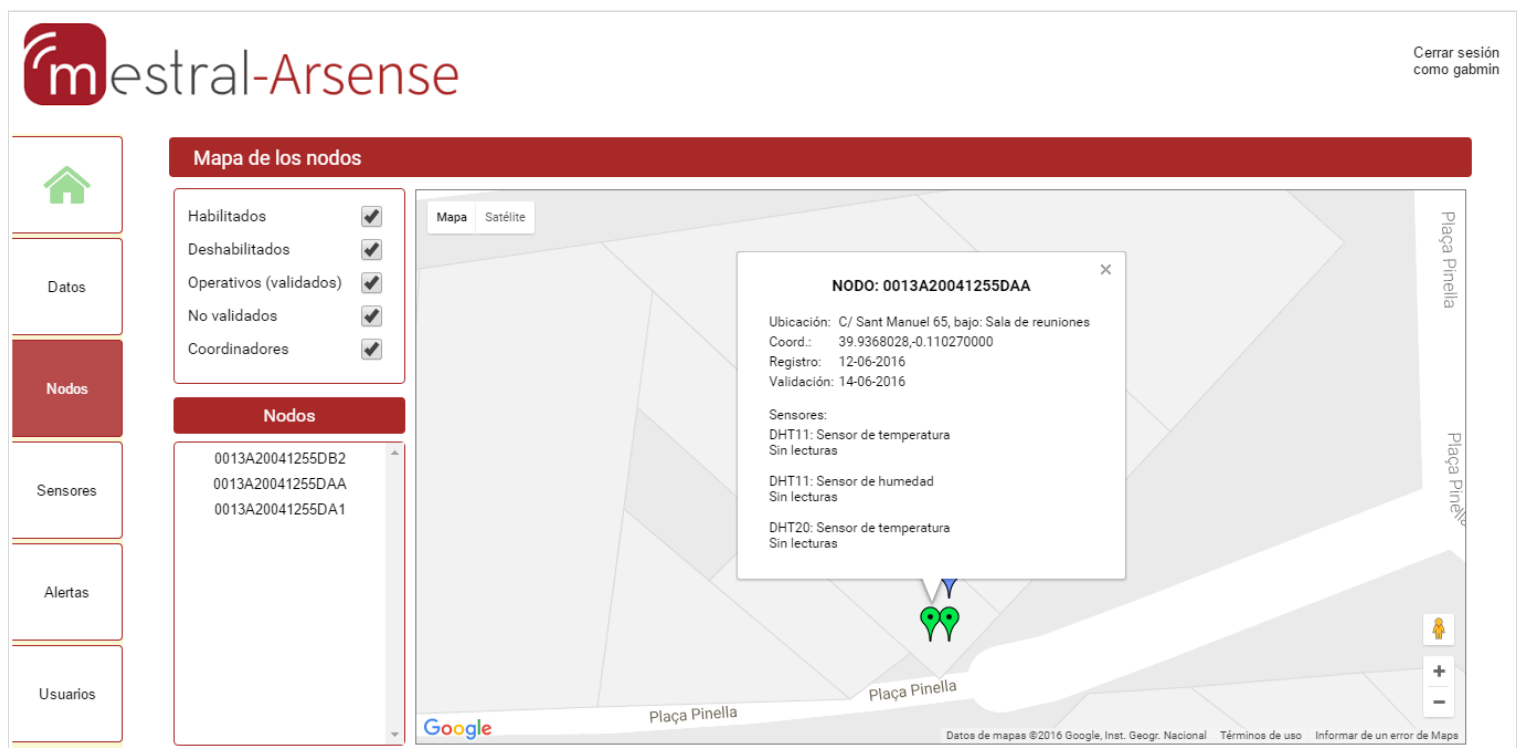 mestral-Arsense
Cerrar sesión
como gabmin
Mapa de los nodos
Habilitados
Deshabilitados
Operativos (validados)
No validados
Coordinadores
Nodos
0013A20041255DB2
0013A20041255DAA
0013A20041255DA1
Datos
Nodos
Sensores
Alertas
Usuarios
Mapa Satélite
NODO: 0013A20041255DAA
Ubicación: C/ Sant Manuel 65, bajo: Sala de reuniones
Coord.: 39.9368028,-0.110270000
Registro: 12-06-2016
Validación: 14-06-2016
Sensores:
DHT11: Sensor de temperatura
Sin lecturas
DHT11: Sensor de humedad
Sin lecturas
DHT20: Sensor de temperatura
Sin lecturas
Plaça Pinella
Plaça Pinella
Plaça Pinella
Plaça Pinella
Google
Datos de mapas ©2016 Google, Inst. Geogr. Nacional Términos de uso Informar de un error de Maps